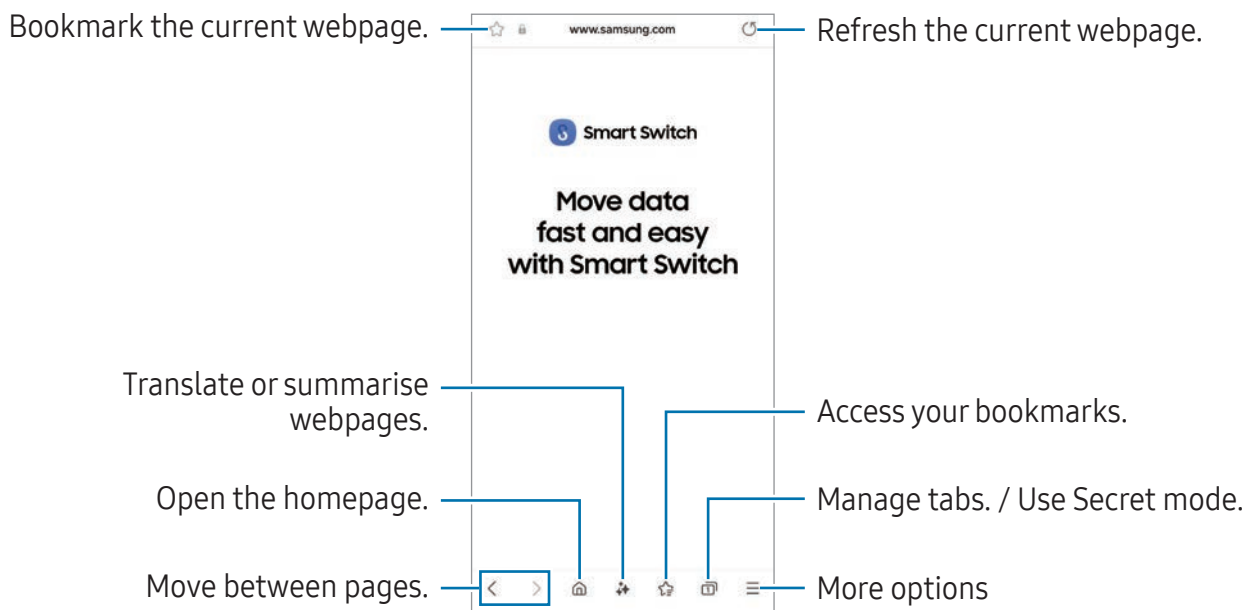 Bookmark the current webpage.
www.samsung.com
Refresh the current webpage.
Smart Switch
Move data
fast and easy
with Smart Switch
Translate or summarise
webpages.
Access your bookmarks.
Open the homepage.
Manage tabs. / Use Secret mode.
Move between pages.
1
More options